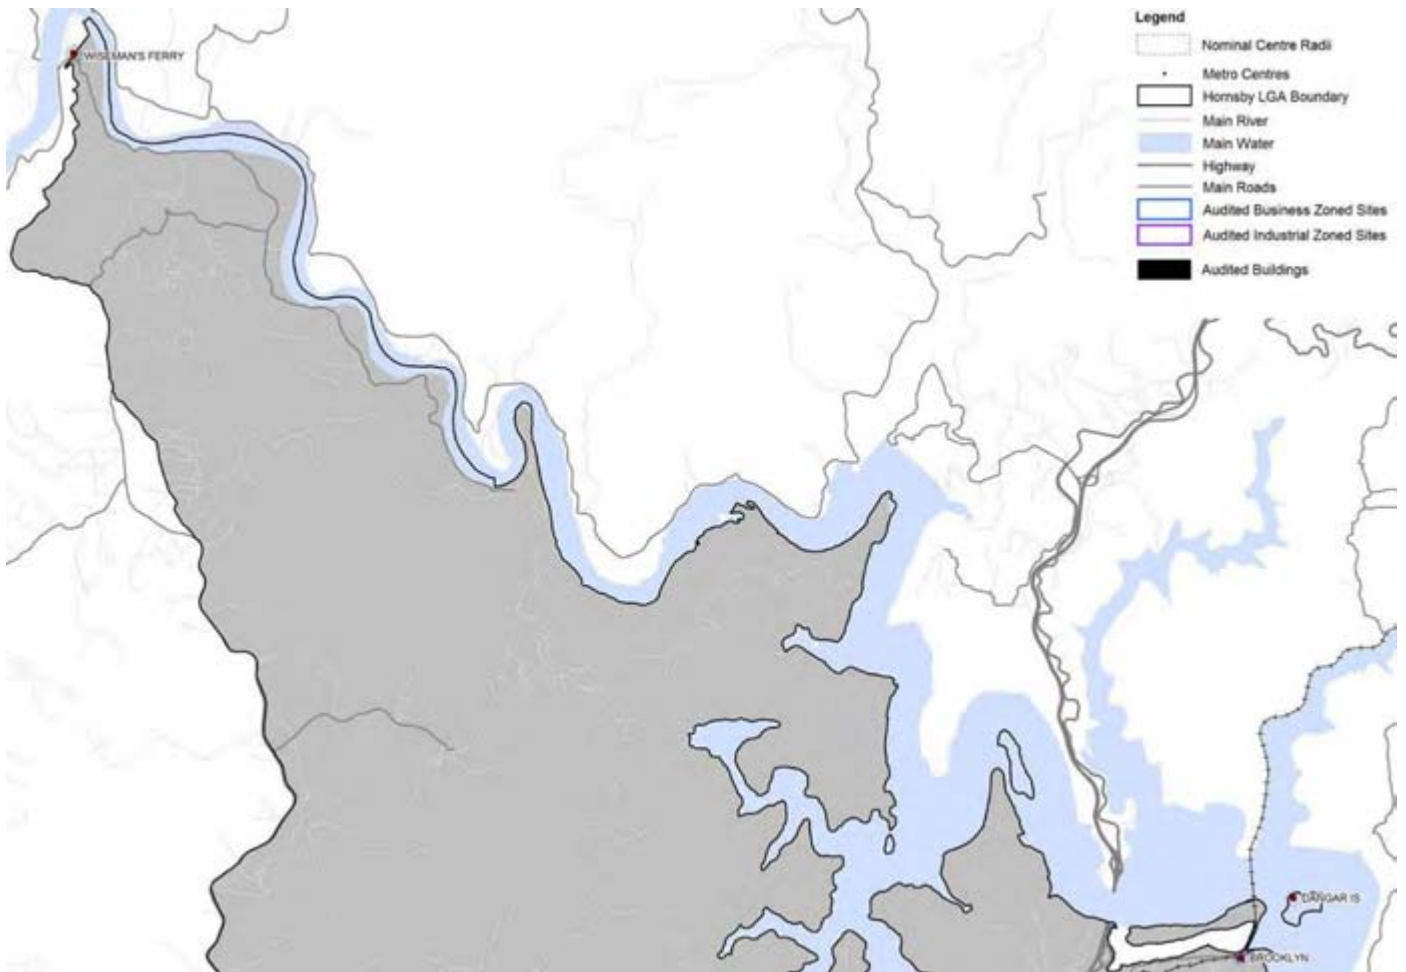 Legend
Nominal Centre Radii
Metro Centres
Hornsby LGA Boundary
Main River
Main Water
Highway
Main Roads
Audited Business Zoned Sites
Audited Industrial Zoned Sites
Audited Buildings
WISEMAN'S FERRY
DANGAR IS
BROOKLYN